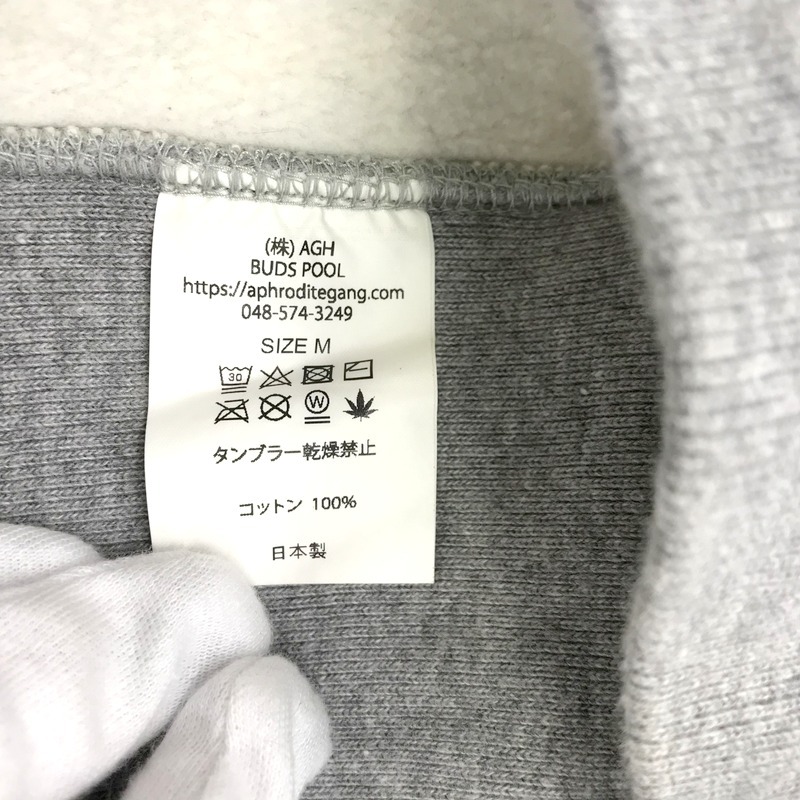 (株) AGH
BUDS POOL
https://aphroditegang.com
048-574-3249
SIZE M
30
W
タンブラー乾燥禁止
コットン 100%
日本製